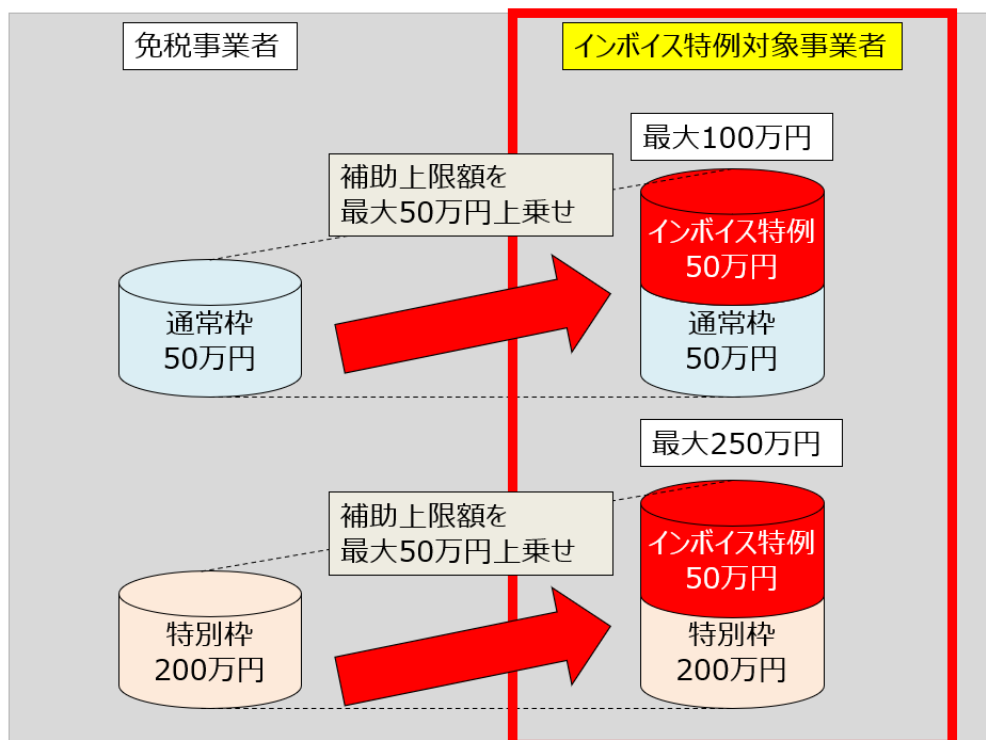 免税事業者
インボイス特例対象事業者
最大100万円
補助上限額を
最大50万円上乗せ
インボイス特例
50万円
通常枠
50万円
通常枠
50万円
最大250万円
補助上限額を
最大50万円上乗せ
インボイス特例
50万円
特別枠
200万円
特別枠
200万円